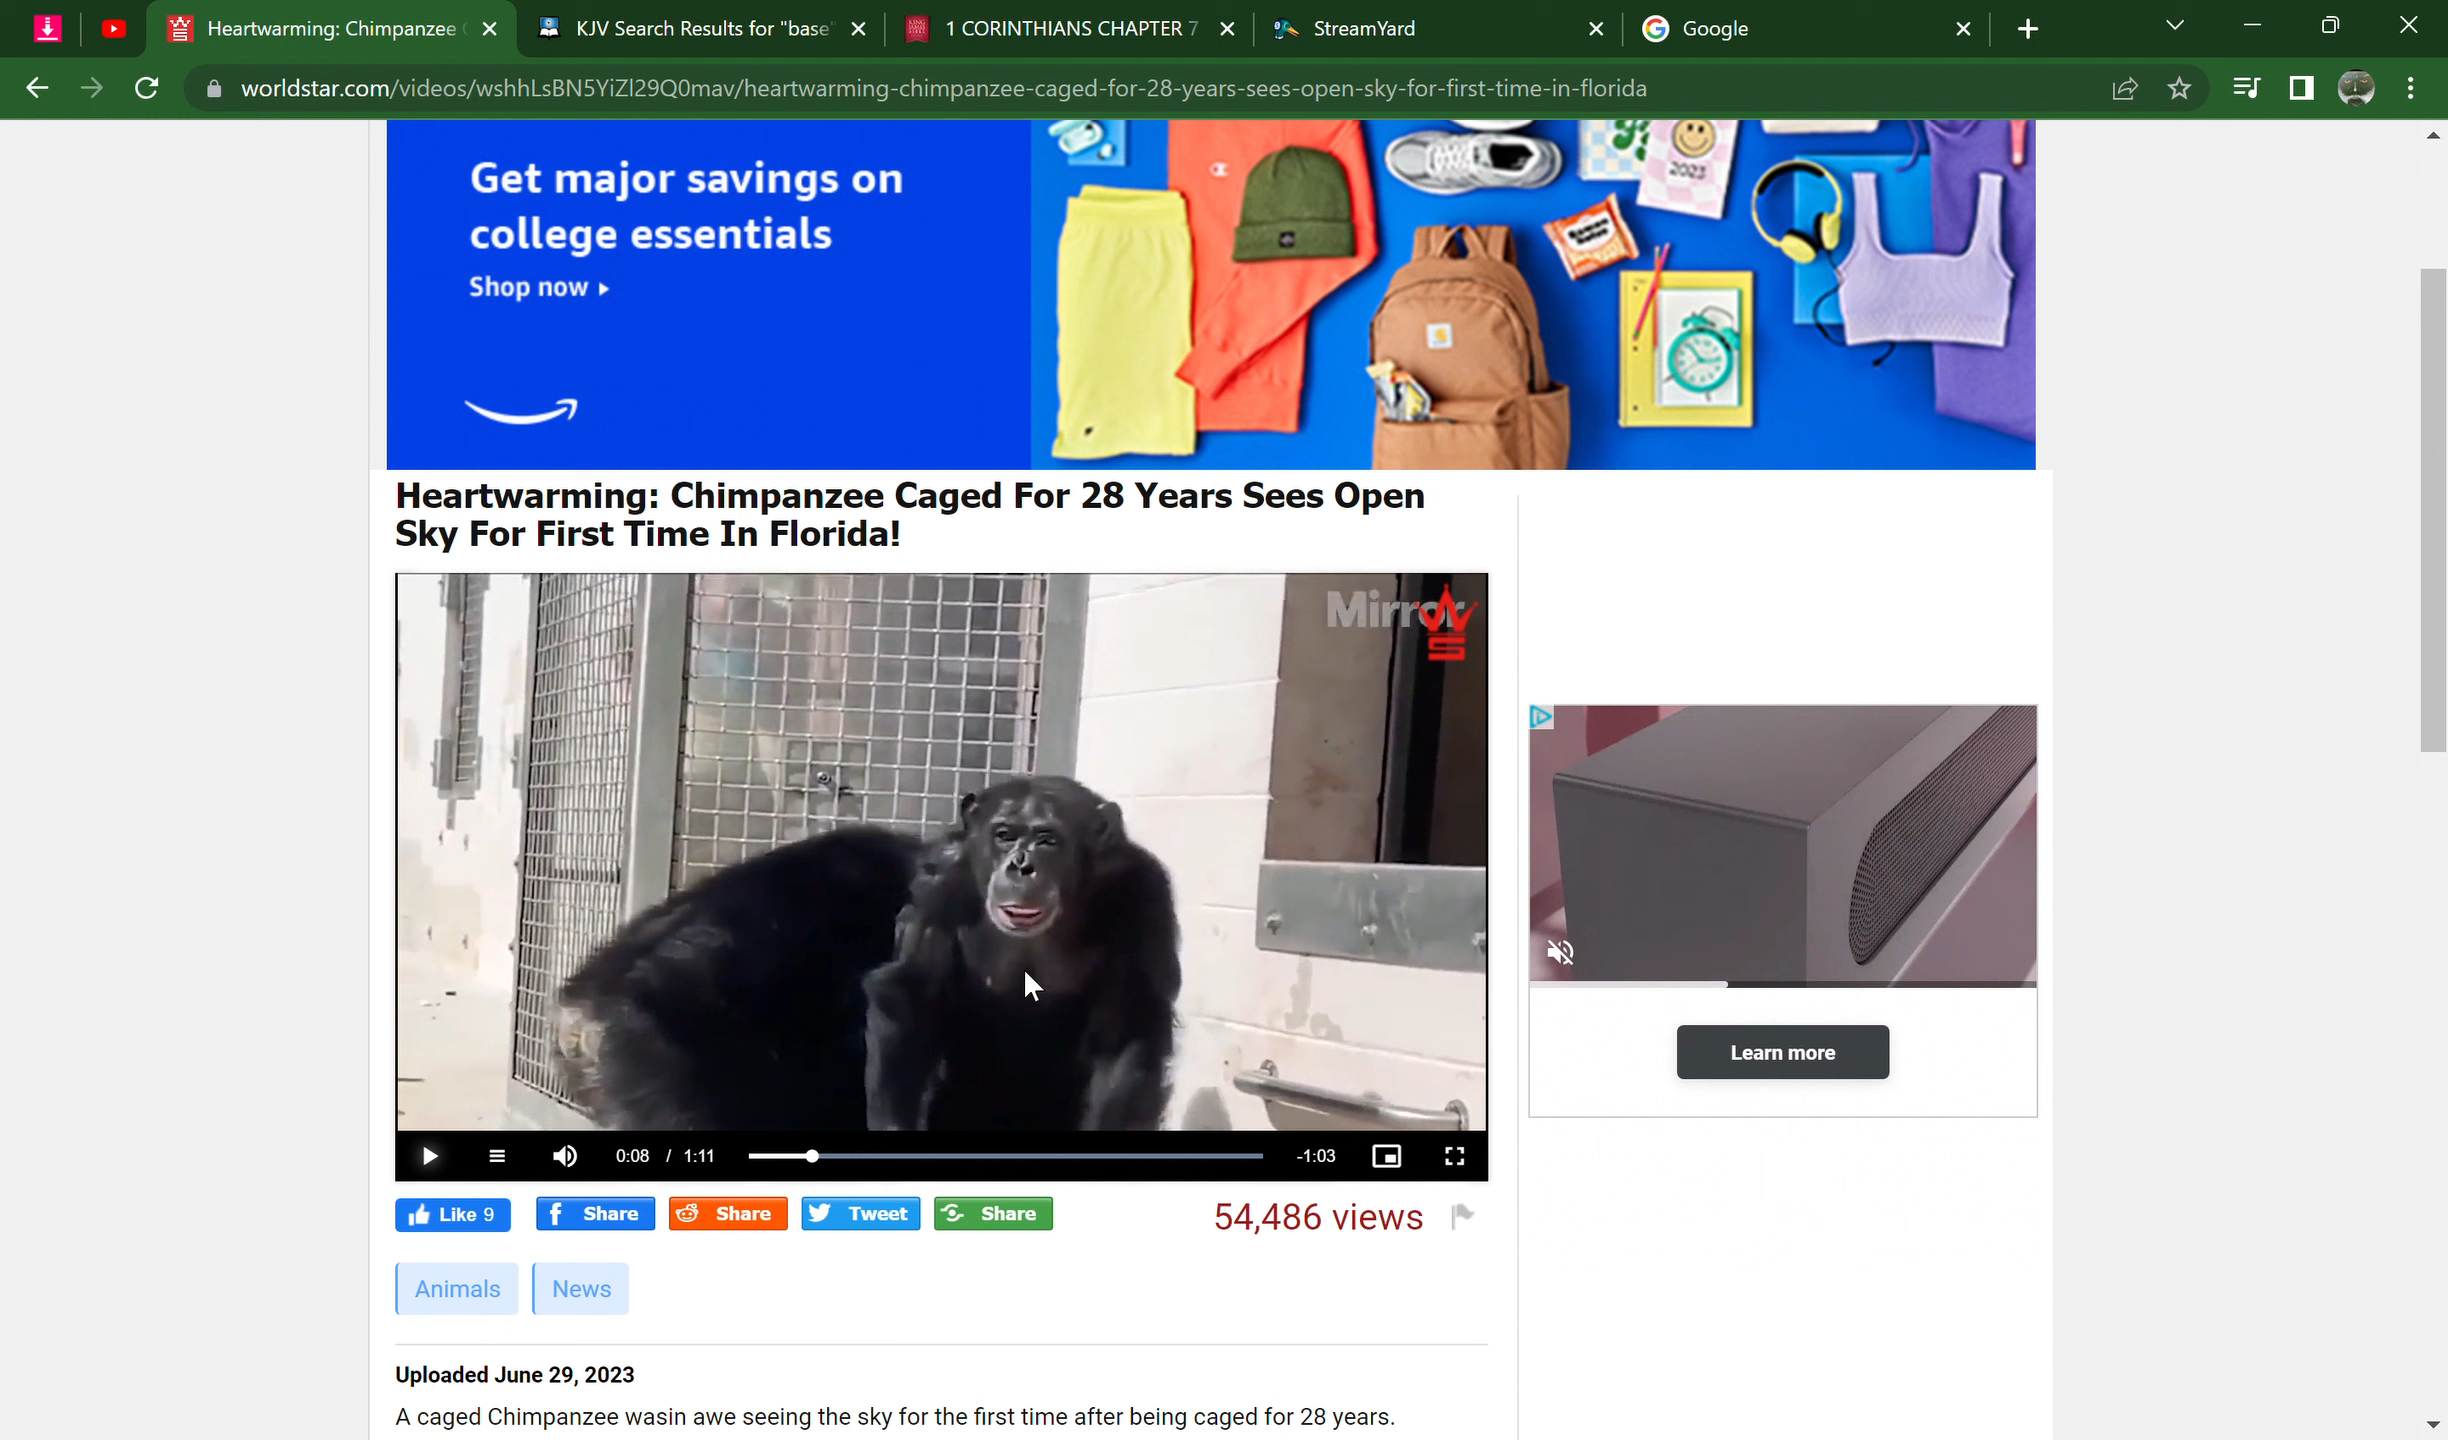 Heartwarming: Chimpanzee
KJV Search Results for "base"
1 CORINTHIANS CHAPTER 7
StreamYard
Google
worldstar.com/videos/wshhLsBN5YiZl29Q0mav/heartwarming-chimpanzee-caged-for-28-years-sees-open-sky-for-first-time-in-florida
Get major savings on
college essentials
Shop now
2023
Heartwarming: Chimpanzee Caged For 28 Years Sees Open
Sky For First Time In Florida!
Mirror
WS
0:08 / 1:11
-1:03
Like 9
Share
Share
Tweet
Share
54,486 views
Animals
News
Learn more
Uploaded June 29, 2023
A caged Chimpanzee wasin awe seeing the sky for the first time after being caged for 28 years.